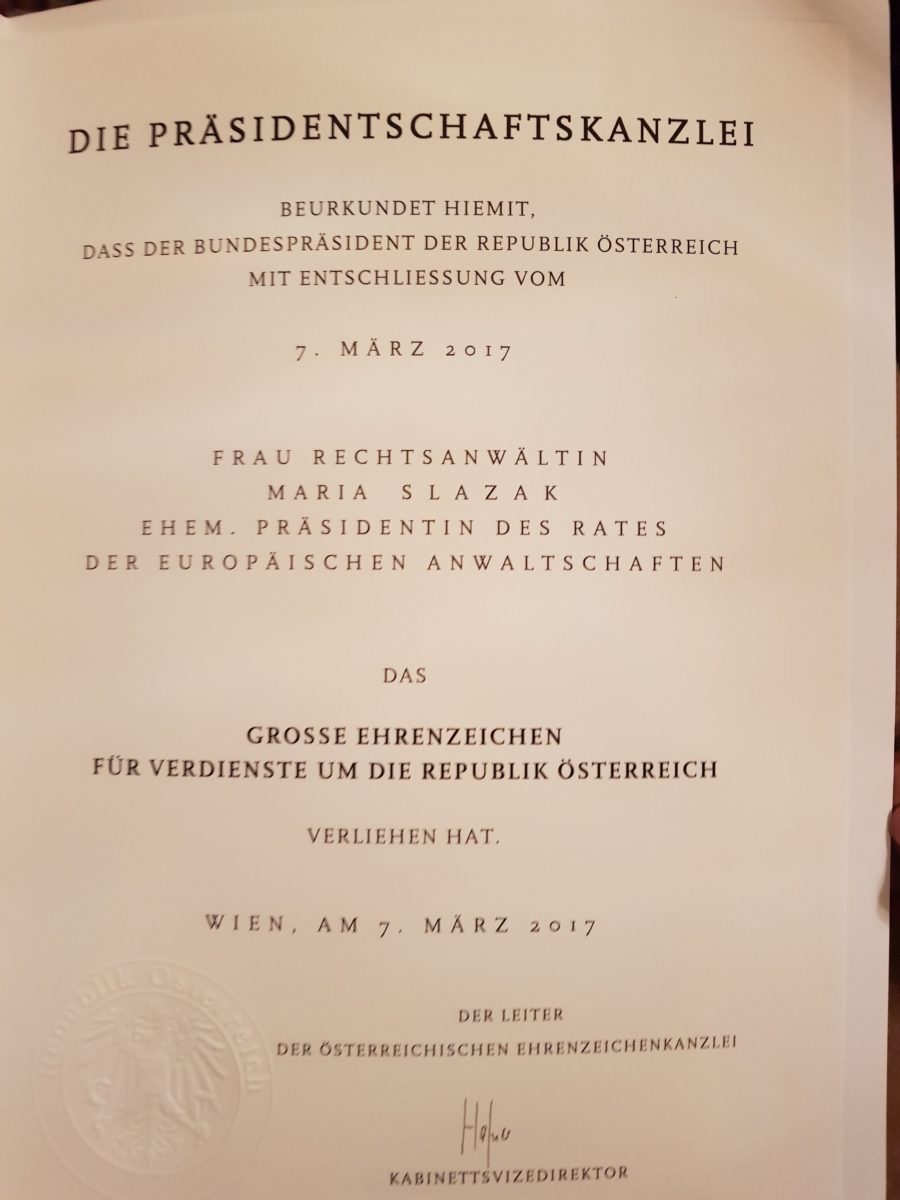 DIE PRÄSIDENTSCHAFTSKANZLEI
BEURKUNDET HIEMIT,
DASS DER BUNDESPRÄSIDENT DER REPUBLIK ÖSTERREICH
MIT ENTSCHLIESSUNG VOM
7. MÄRZ 2017
FRAU RECHTSANWÄLTIN
MARIA SLAZAK
EHEM. PRÄSIDENTIN DES RATES
DER EUROPÄISCHEN ANWALTSCHAFTEN
DAS
GROSSE EHRENZEICHEN
FÜR VERDIENSTE UM DIE REPUBLIK ÖSTERREICH
VERLIEHEN HAT.
WIEN, AM 7. MÄRZ 2017
Republik Österreich
DER LEITER
DER ÖSTERREICHISCHEN EHRENZEICHENKANZLEI
KABINETTSVIZEDIREKTOR